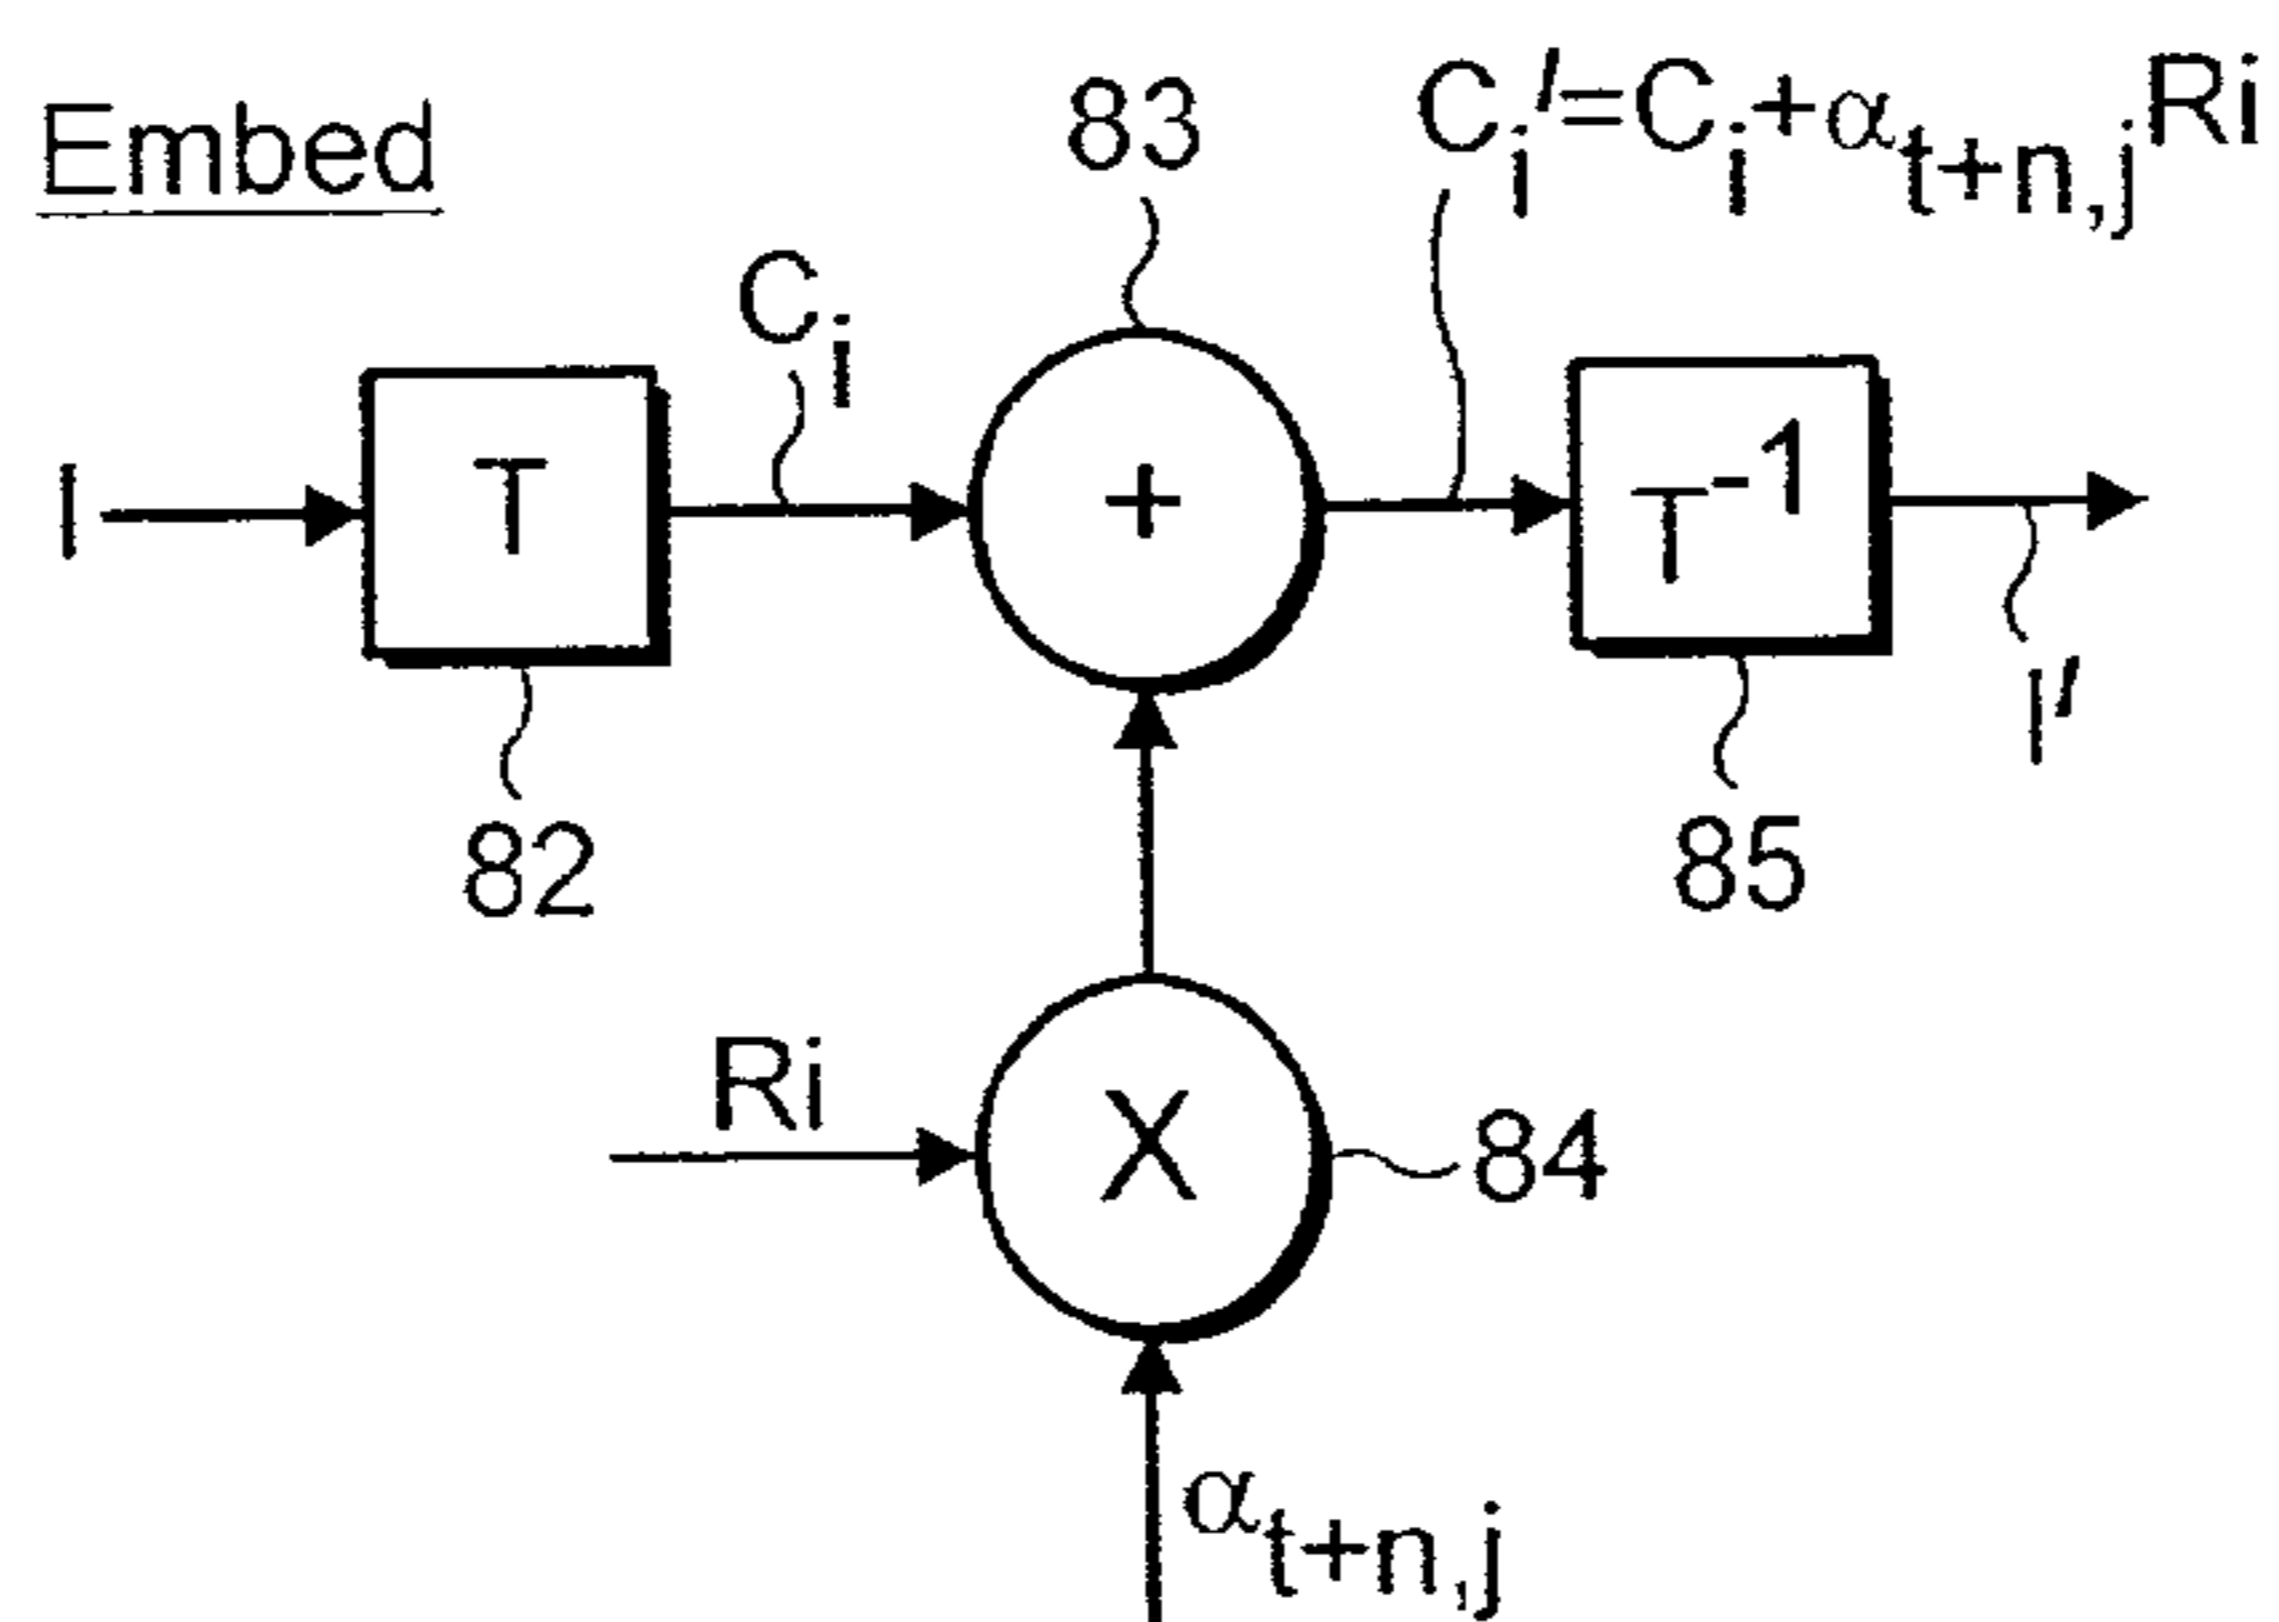 Embed
83
C_i'=C_i+α_{t+n,j}Ri
C_i
I
T
+
T^{-1}
I'
82
85
Ri
X
84
α_{t+n,j}